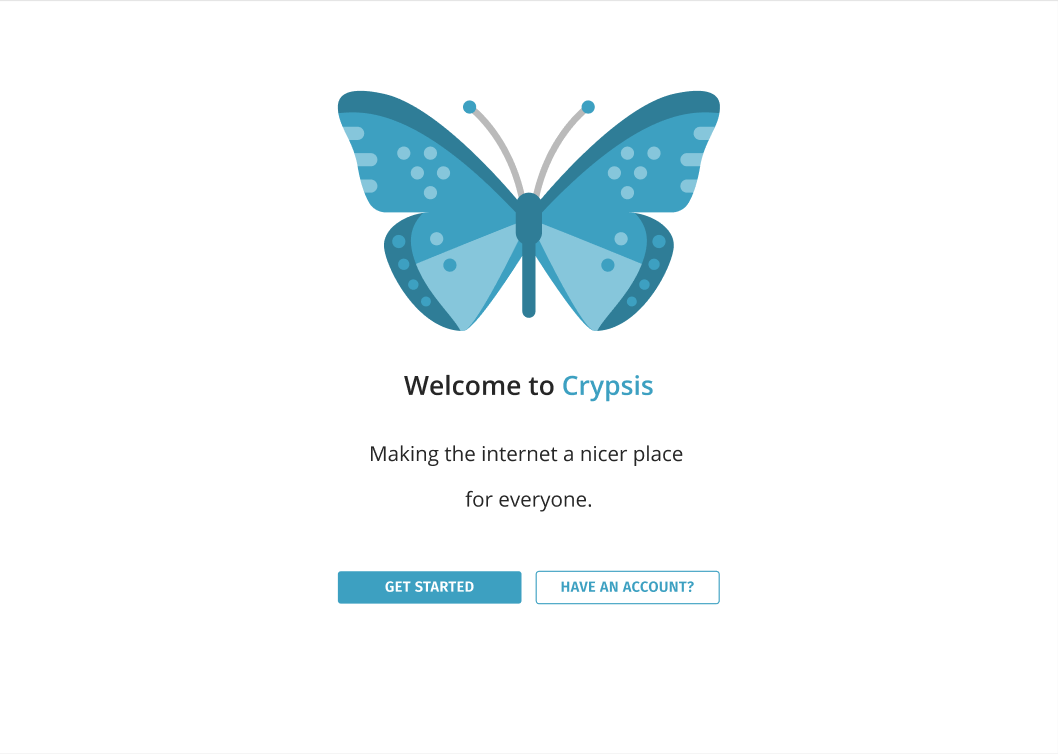 Welcome to Crypsis
Making the internet a nicer place
for everyone.
GET STARTED
HAVE AN ACCOUNT?